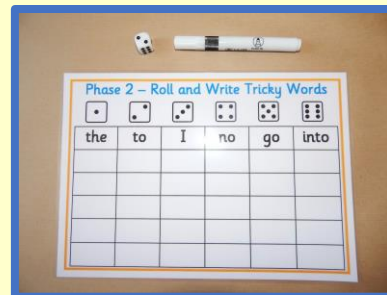 Phase 2 – Roll and Write Tricky Words
the to I no go into